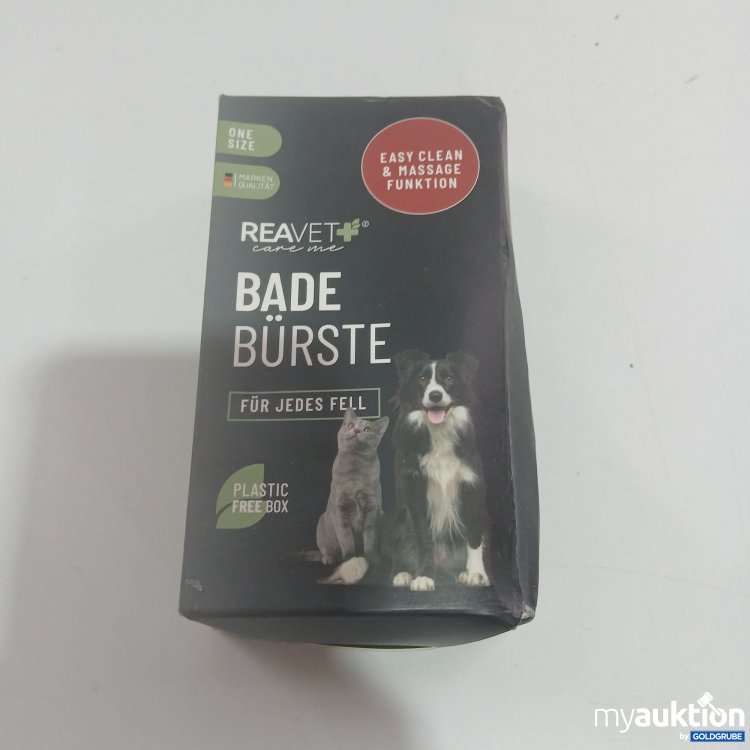 ONE
SIZE
MARKEN
QUALITÄT
EASY CLEAN
& MASSAGE
FUNKTION
REAVET+®
care me
BADE
BÜRSTE
FÜR JEDES FELL
PLASTIC
FREE BOX
myauktion
by GOLDGRUBE